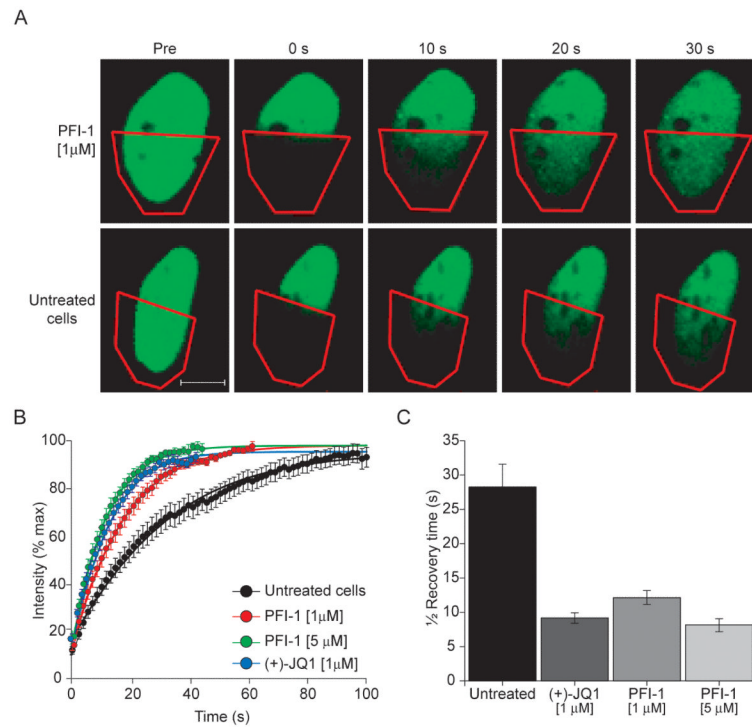 A
Pre 0 s 10 s 20 s 30 s
PFI-1
[1μM]
Untreated
cells
B
Intensity (% max)
100
80
60
40
20
0
Untreated cells
PFI-1 [1μM]
PFI-1 [5 μM]
(+)-JQ1 [1μM]
0 20 40 60 80 100
Time (s)
C
½ Recovery time (s)
35
30
25
20
15
10
5
0
Untreated (+)-JQ1 PFI-1 PFI-1
[1 μM] [1 μM] [5 μM]